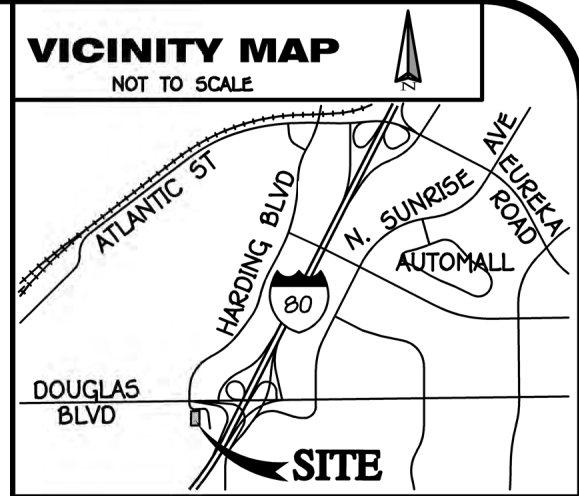 VICINITY MAP
NOT TO SCALE
N
ATLANTIC ST
HARDING BLVD
N. SUNRISE AVE
EUREKA
ROAD
AUTOMALL
80
DOUGLAS
BLVD
SITE